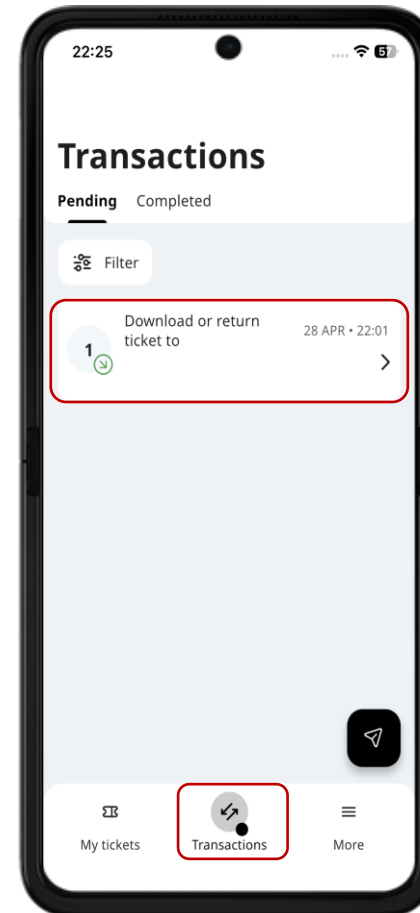 22:25
57
Transactions
Pending Completed
Filter
1
Download or return
ticket to
28 APR • 22:01
My tickets
Transactions
More